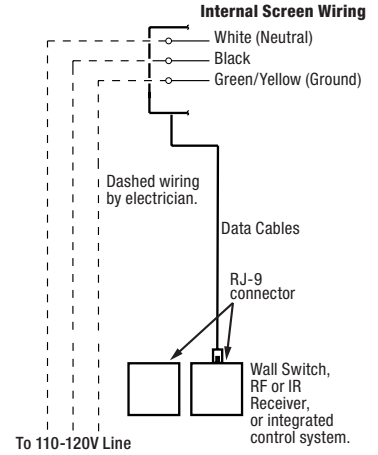 Internal Screen Wiring
White (Neutral)
Black
Green/Yellow (Ground)
Dashed wiring
by electrician.
Data Cables
RJ-9
connector
Wall Switch,
RF or IR
Receiver,
or integrated
control system.
To 110-120V Line